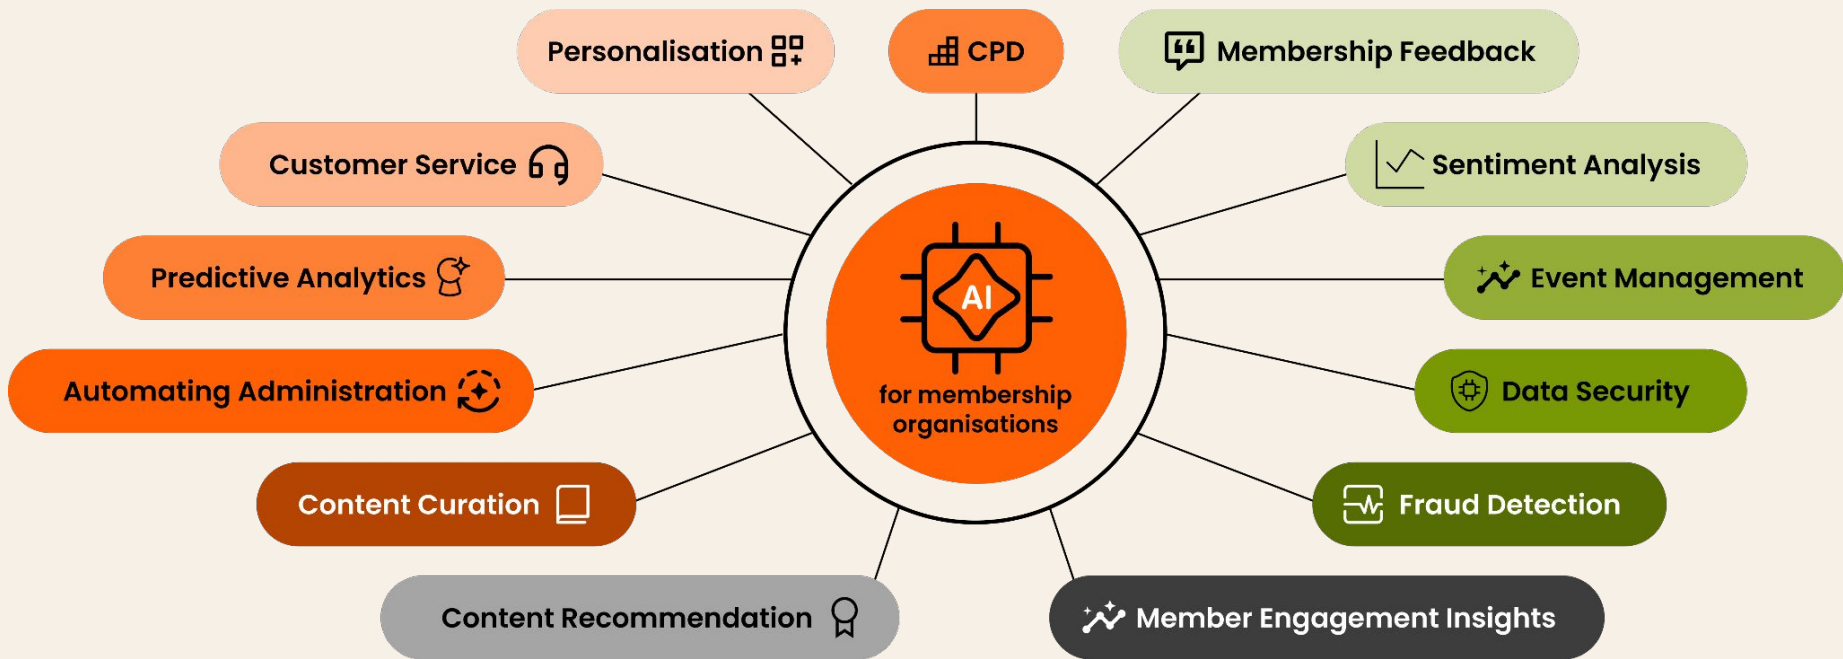 Personalisation
CPD
Membership Feedback
Customer Service
Sentiment Analysis
Predictive Analytics
Event Management
AI
for membership
organisations
Automating Administration
Data Security
Content Curation
Fraud Detection
Content Recommendation
Member Engagement Insights